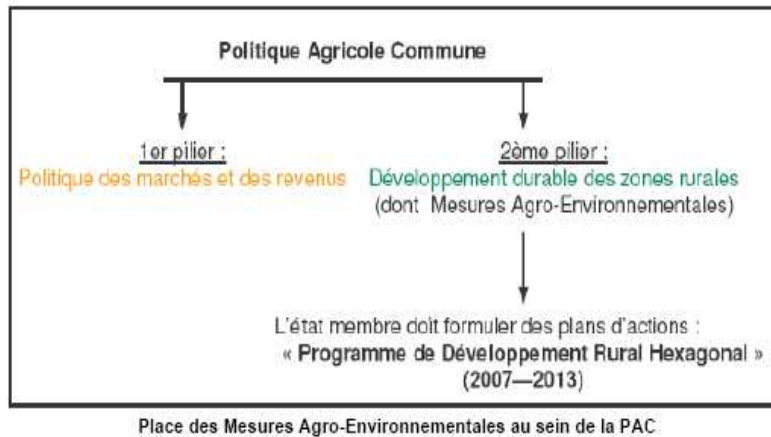 Politique Agricole Commune
1er pilier :
Politique des marchés et des revenus
2ème pilier :
Développement durable des zones rurales
(dont Mesures Agro-Environnementales)
L'état membre doit formuler des plans d'actions :
« Programme de Développement Rural Hexagonal »
(2007—2013)
Place des Mesures Agro-Environnementales au sein de la PAC